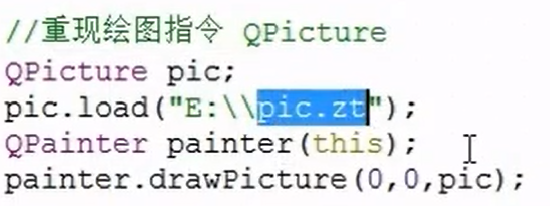 //重现绘图指令 QPicture
QPicture pic;
pic.load("E:\\pic.zt");
QPainter painter(this);
painter.drawPicture(0,0,pic);